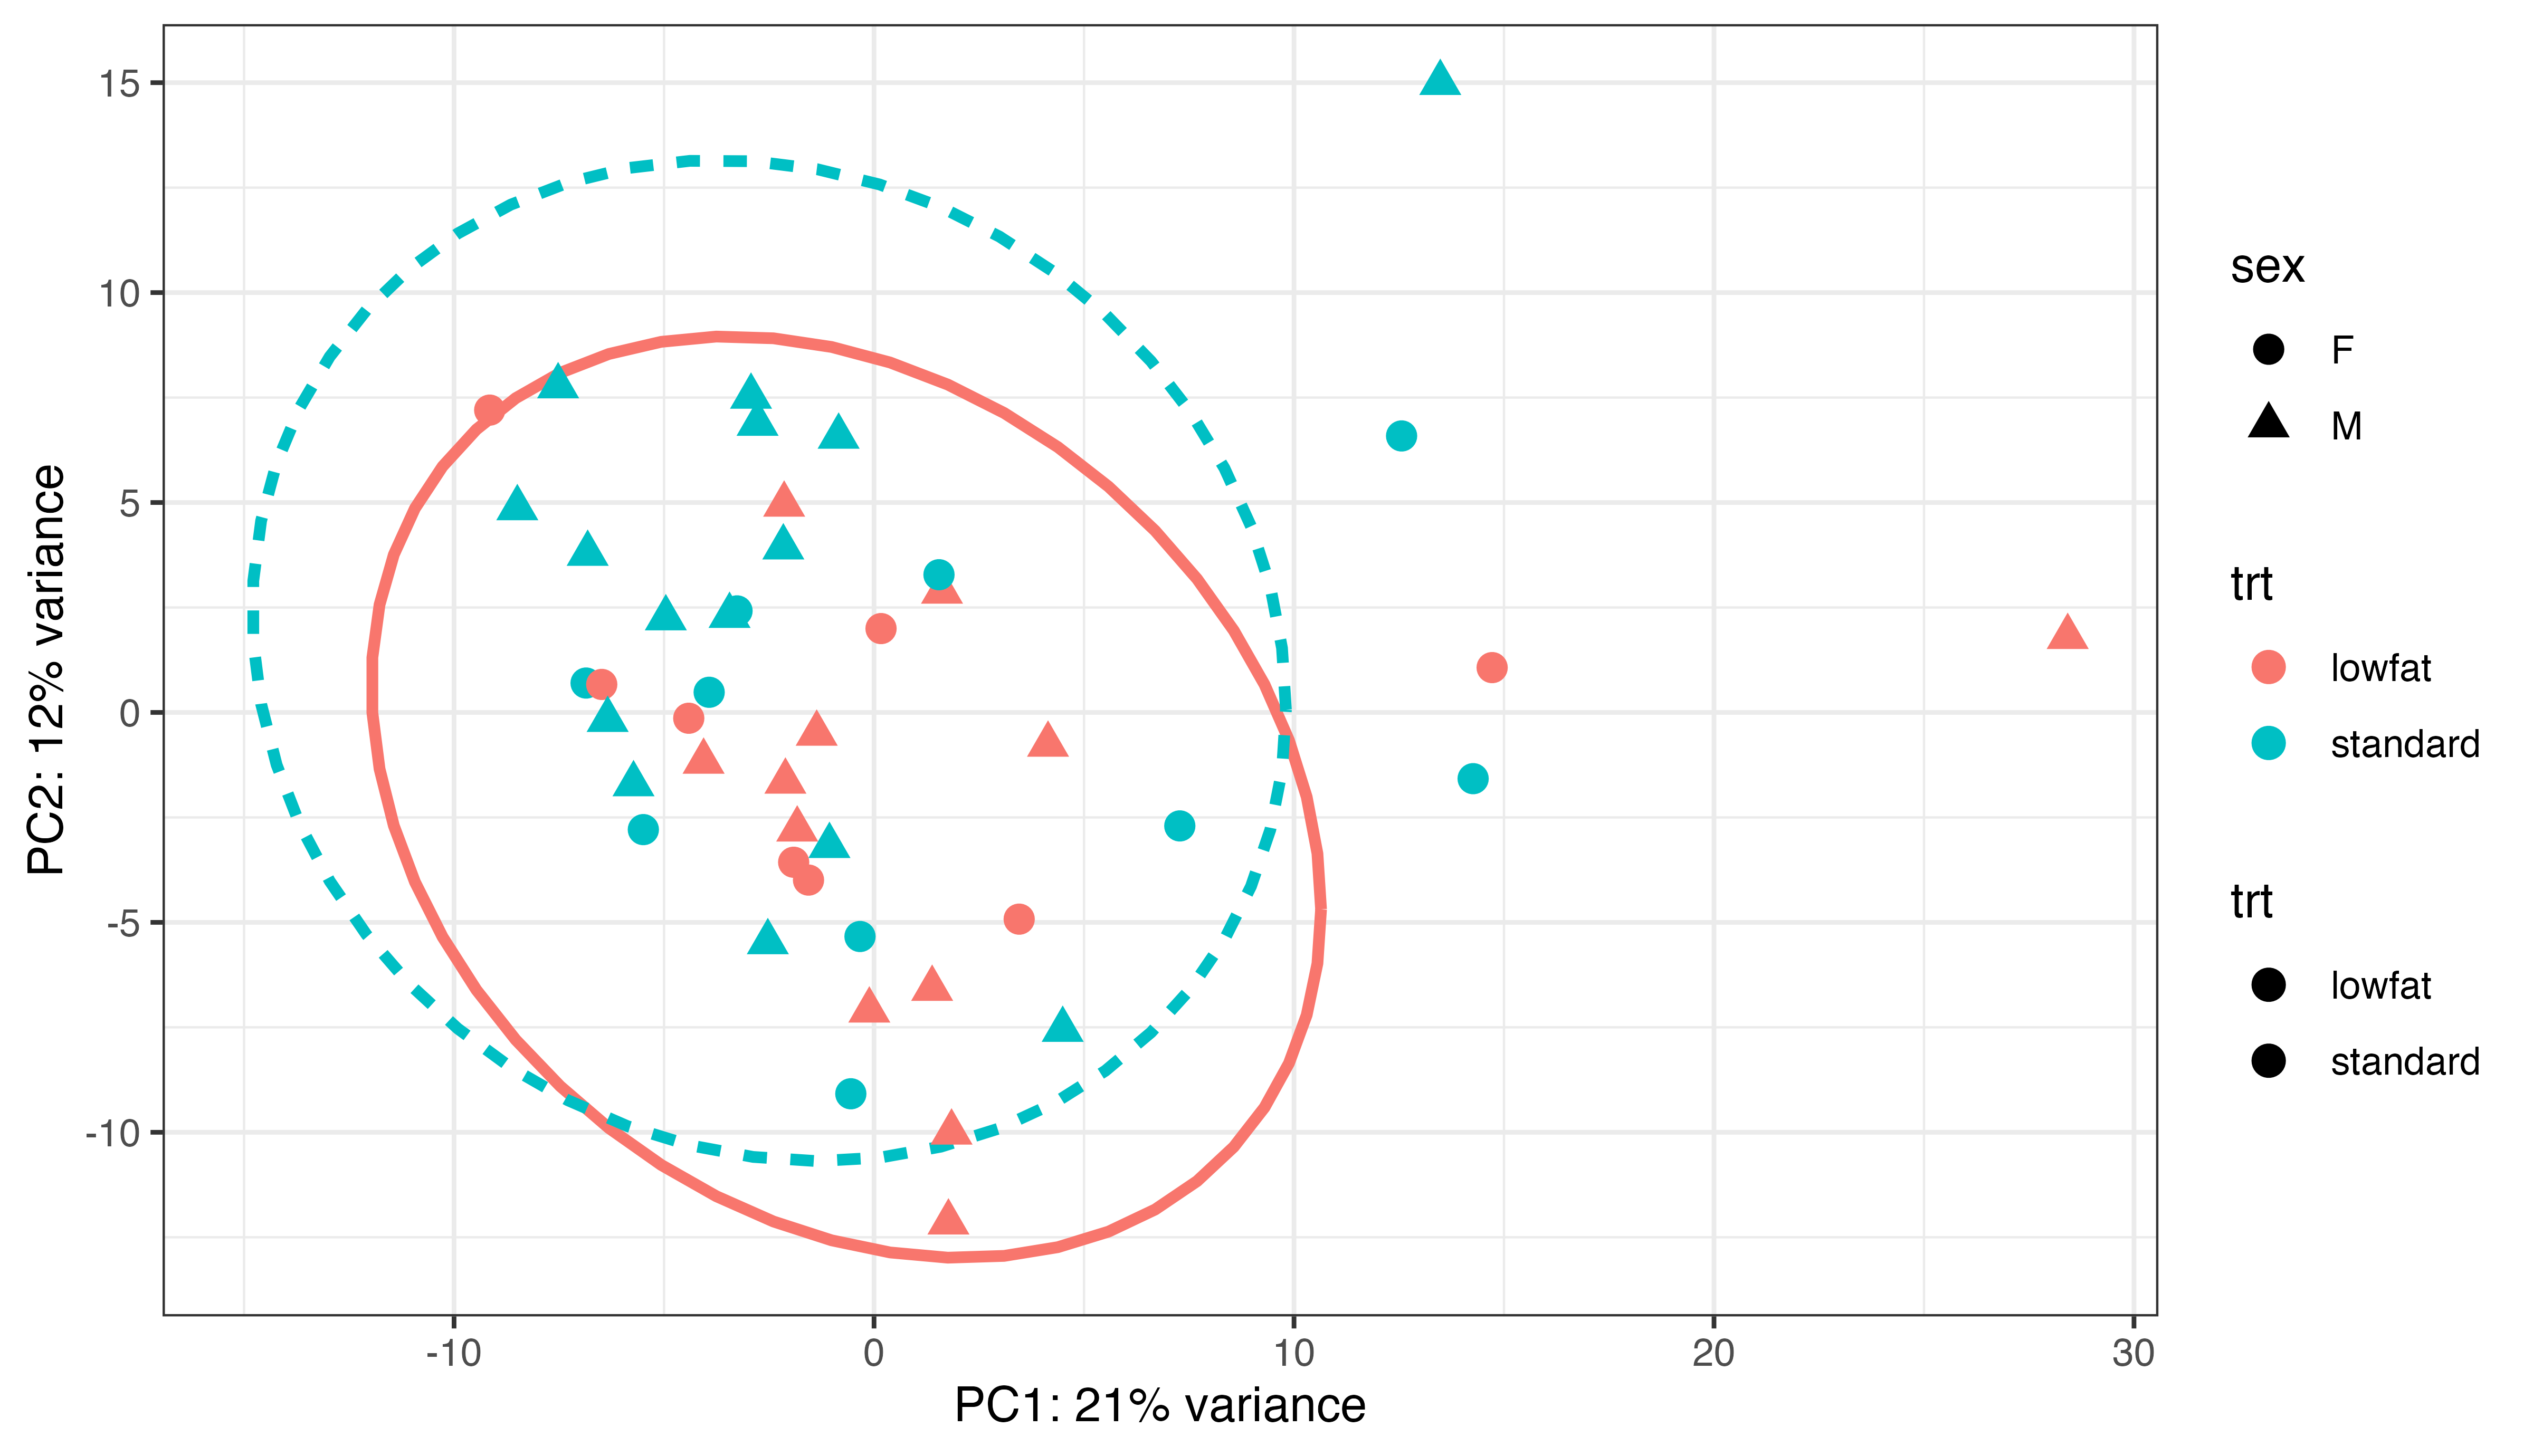 15
10
5
0
-5
-10
PC2: 12% variance
-10
0
10
20
30
PC1: 21% variance
sex
F
M
trt
lowfat
standard
trt
lowfat
standard